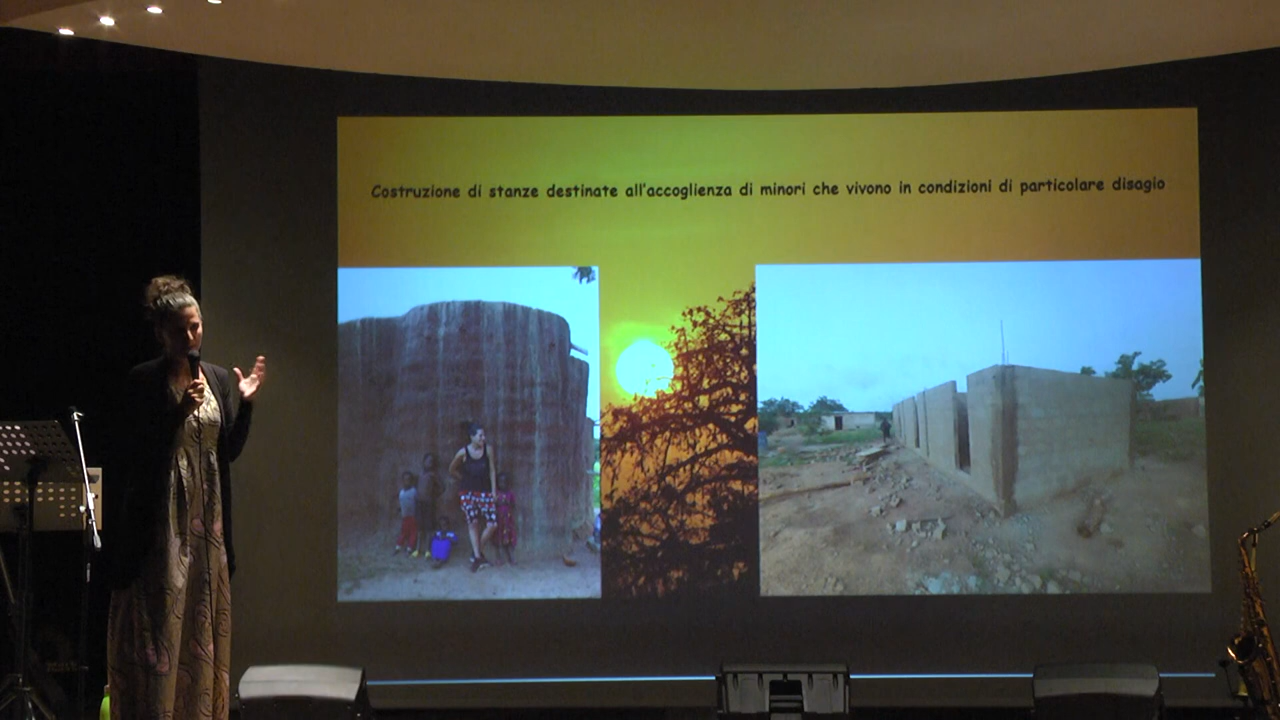 Costruzione di stanze destinate all'accoglienza di minori che vivono in condizioni di particolare disagio